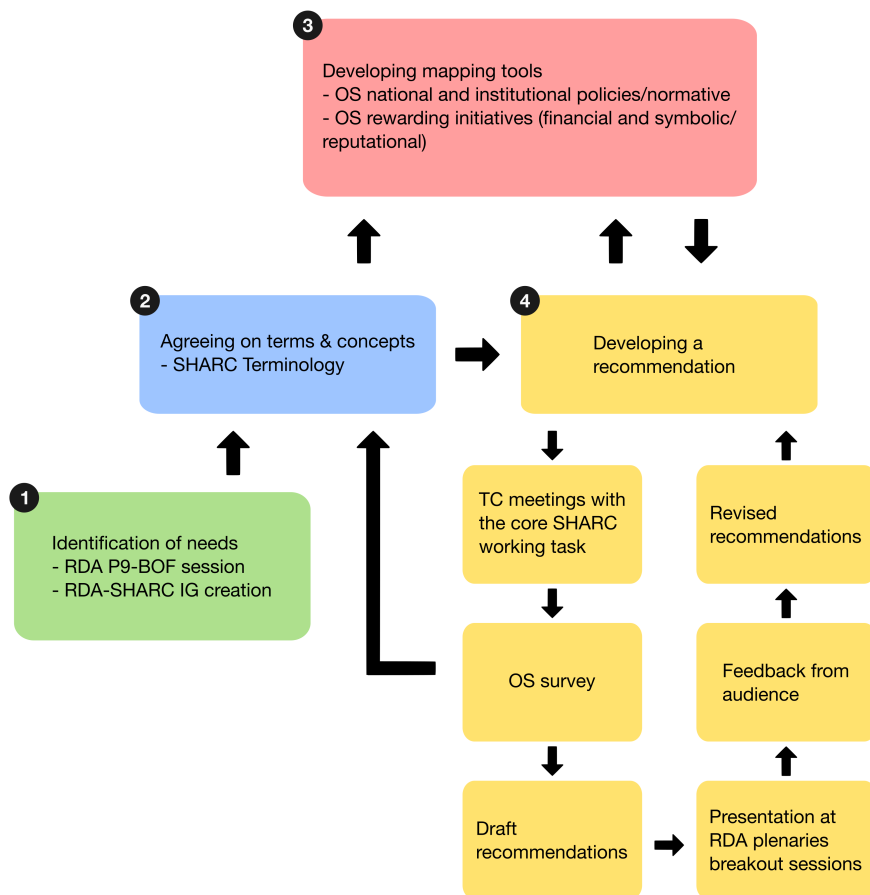 3
Developing mapping tools
- OS national and institutional policies/normative
- OS rewarding initiatives (financial and symbolic/
reputational)
2
Agreeing on terms & concepts
- SHARC Terminology
4
Developing a
recommendation
1
Identification of needs
- RDA P9-BOF session
- RDA-SHARC IG creation
TC meetings with
the core SHARC
working task
OS survey
Draft
recommendations
Presentation at
RDA plenaries
breakout sessions
Feedback from
audience
Revised
recommendations